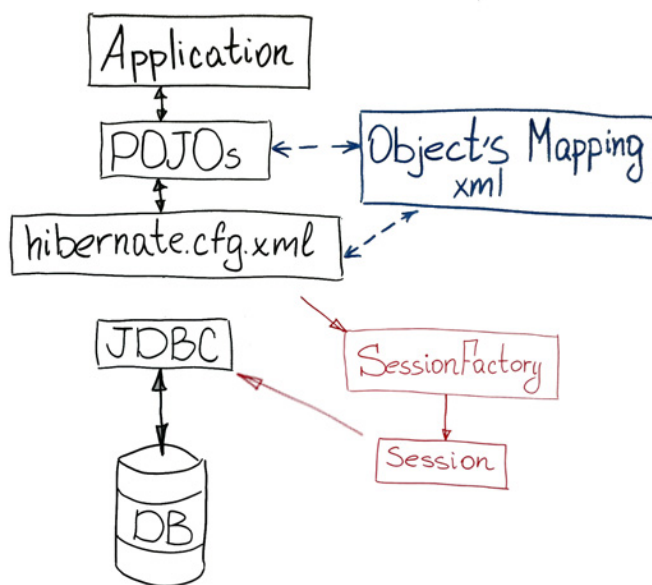 Application
POJOs
Object's Mapping
xml
hibernate.cfg.xml
JDBC
SessionFactory
Session
DB